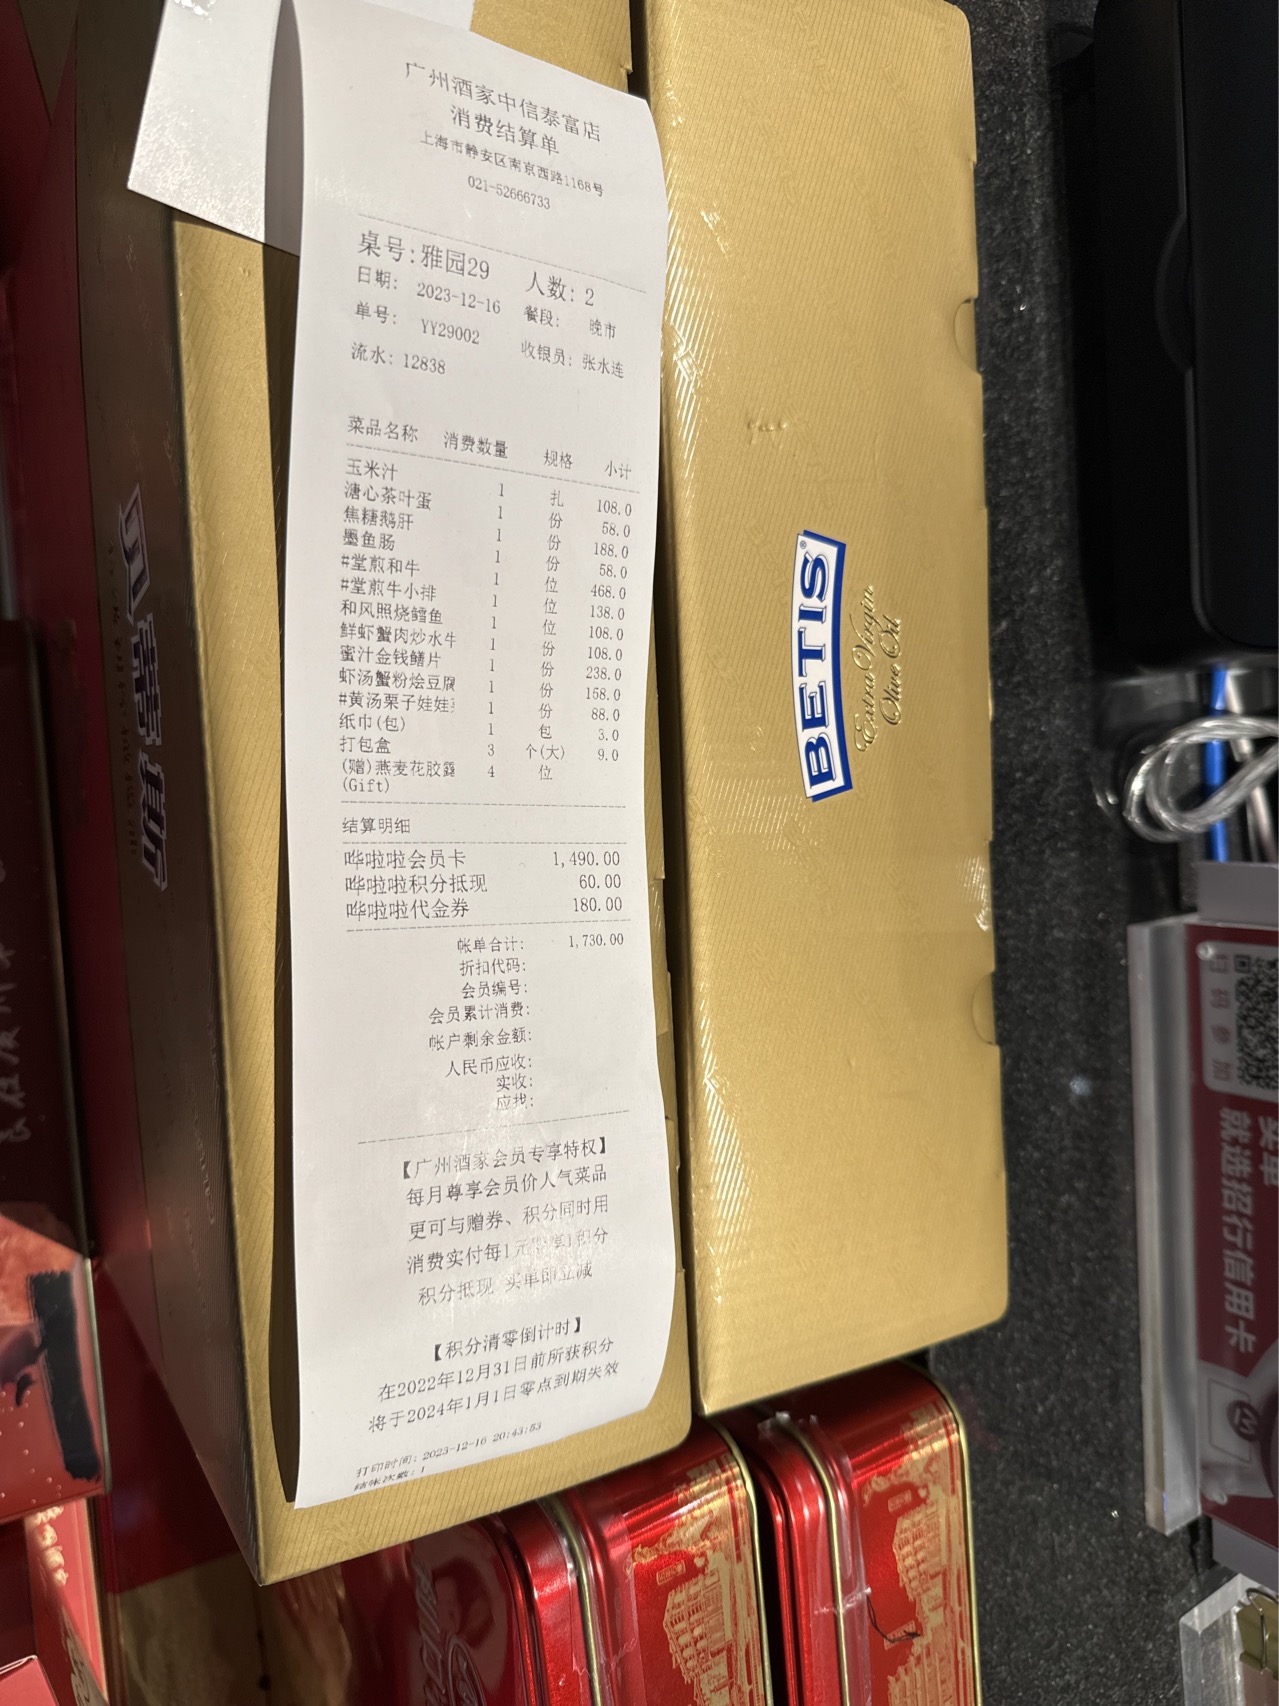 广州酒家中信泰富店
消费结算单
上海市静安区南京西路1168号
021-52666733
桌号:雅园29 人数: 2
日期: 2023-12-16 餐段: 晚市
单号: YY29002 收银员: 张水连
流水: 12838
菜品名称 消费数量 规格 小计
玉米汁 1 扎 108.0
溏心茶叶蛋 1 份 58.0
焦糖鹅肝 1 份 188.0
墨鱼肠 1 份 58.0
#堂煎和牛 1 位 468.0
#堂煎牛小排 1 位 138.0
和风照烧鳕鱼 1 位 108.0
鲜虾蟹肉炒水牛 1 份 108.0
蜜汁金钱鳝片 1 份 238.0
虾汤蟹粉烩豆腐 1 份 158.0
#黄汤栗子娃娃 1 份 88.0
纸巾(包) 1 包 3.0
打包盒 3 个(大) 9.0
(赠)燕麦花胶露 4 位
(Gift)
结算明细
哗啦啦会员卡 1,490.00
哗啦啦积分抵现 60.00
哗啦啦代金券 180.00
帐单合计: 1,730.00
折扣代码:
会员编号:
会员累计消费:
帐户剩余金额:
人民币应收:
实收:
应找:
【广州酒家会员专享特权】
每月尊享会员价人气菜品
更可与赠券、积分同时用
消费实付每1元 1积分
积分抵现 买单即立减
【积分清零倒计时】
在2022年12月31日前所获积分
将于2024年1月1日零点到期失效
打印时间: 2023-12-16 20:43:53
结帐次数: 1
BETIS®
Extra Virgin
Olive Oil
扫码参加
就选招行信用卡